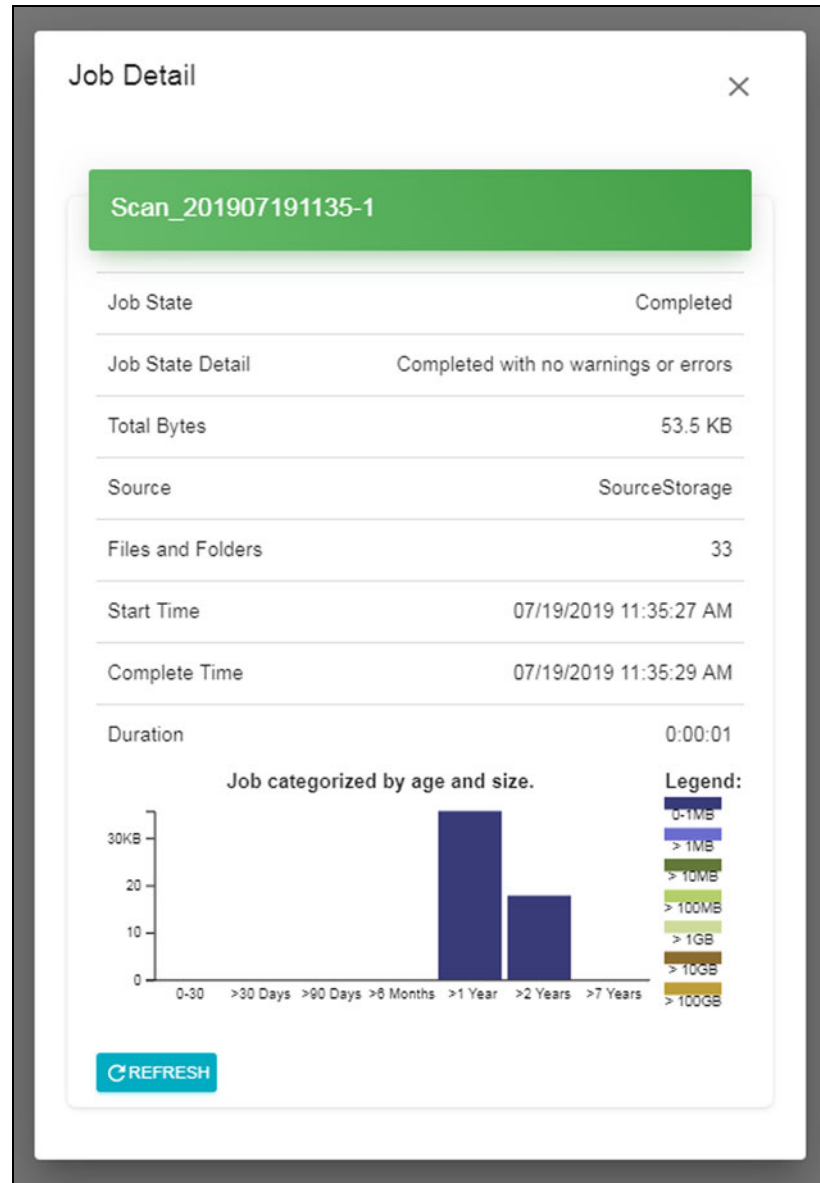 Job Detail
Scan_201907191135-1
Job State Completed
Job State Detail Completed with no warnings or errors
Total Bytes 53.5 KB
Source SourceStorage
Files and Folders 33
Start Time 07/19/2019 11:35:27 AM
Complete Time 07/19/2019 11:35:29 AM
Duration 0:00:01
Job categorized by age and size.
30KB
20
10
0
0-30 >30 Days >90 Days >6 Months >1 Year >2 Years >7 Years
Legend:
0-1MB
> 1MB
> 10MB
> 100MB
> 1GB
> 10GB
> 100GB
REFRESH